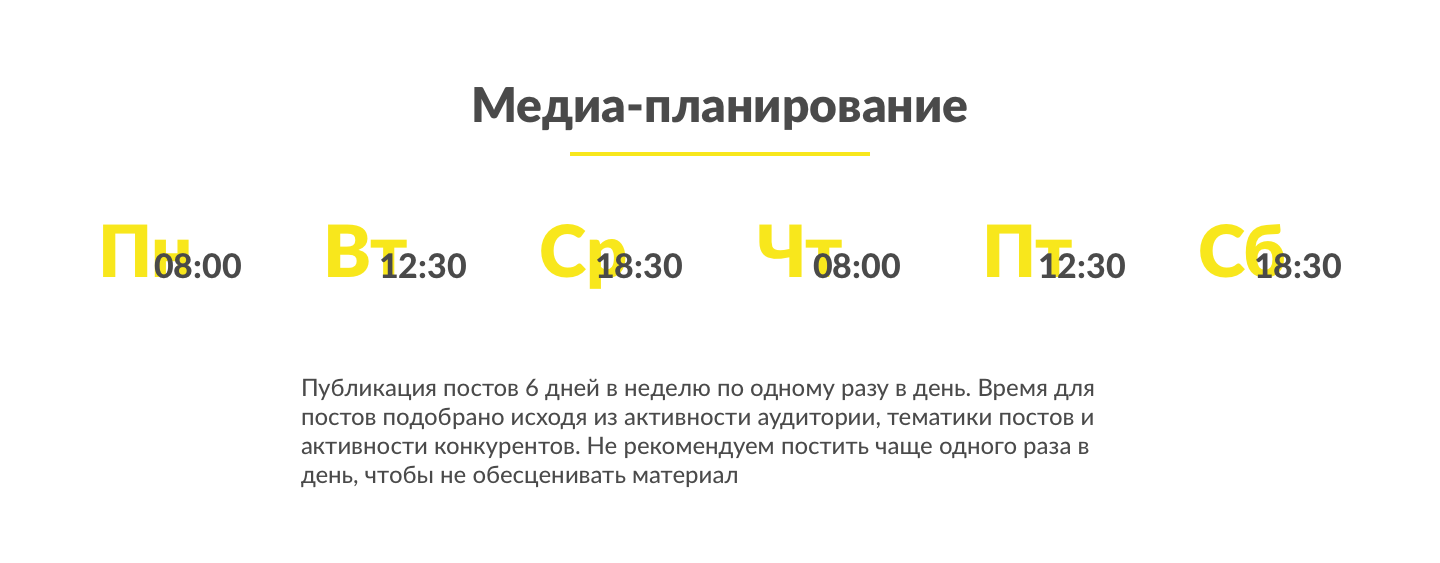 Медиа-планирование
Пн 08:00 Вт 12:30 Ср 18:30 Чт 08:00 Пт 12:30 Сб 18:30
Публикация постов 6 дней в неделю по одному разу в день. Время для
постов подобрано исходя из активности аудитории, тематики постов и
активности конкурентов. Не рекомендуем постить чаще одного раза в
день, чтобы не обесценивать материал